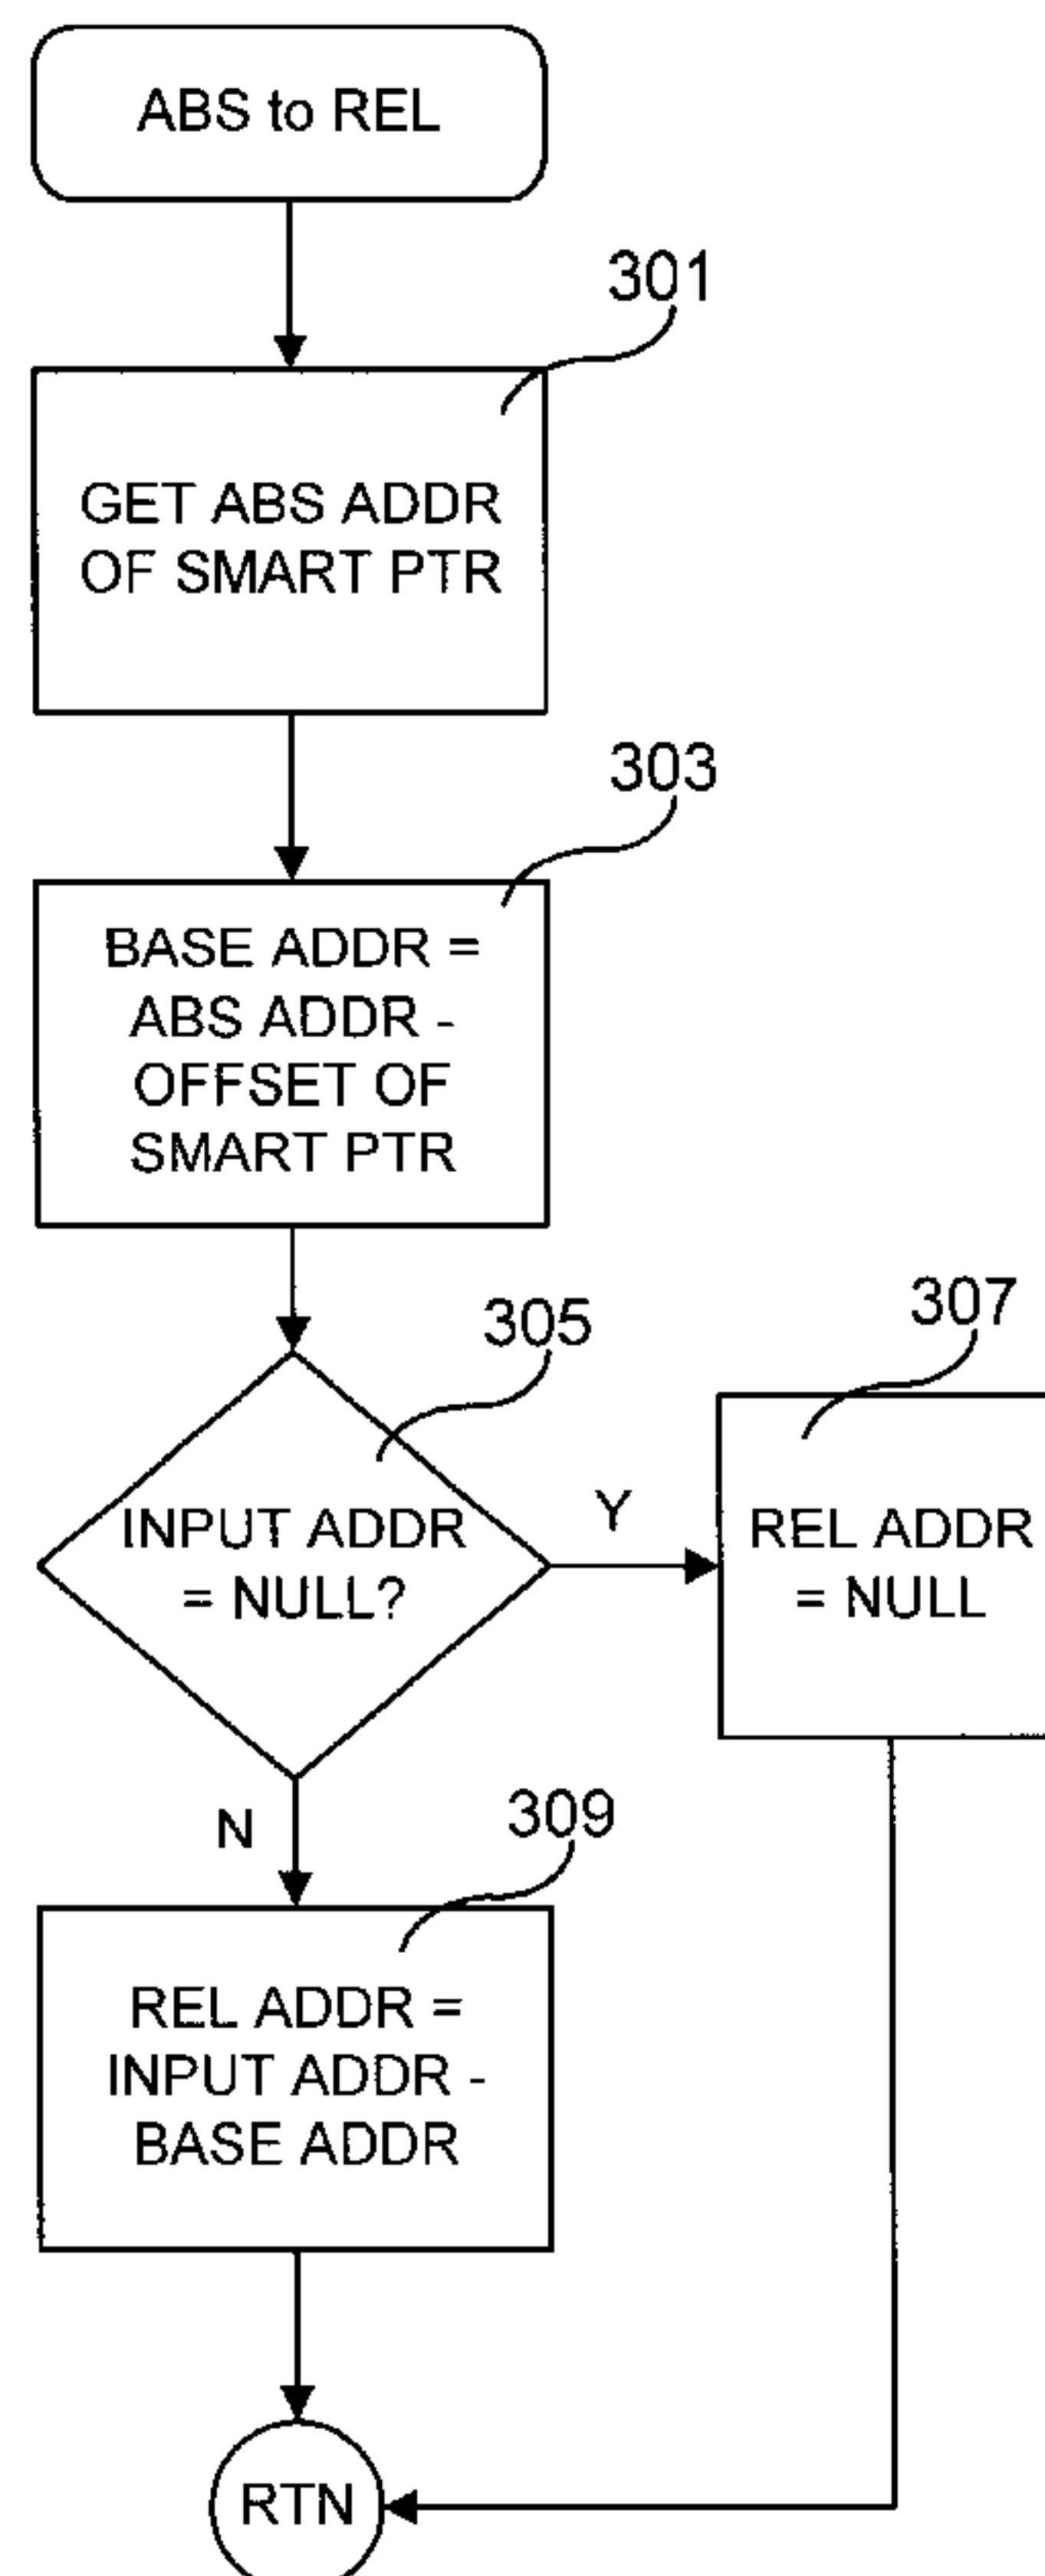 ABS to REL
301
GET ABS ADDR
OF SMART PTR
303
BASE ADDR =
ABS ADDR -
OFFSET OF
SMART PTR
305
INPUT ADDR
= NULL?
Y
307
REL ADDR
= NULL
N
309
REL ADDR =
INPUT ADDR -
BASE ADDR
RTN